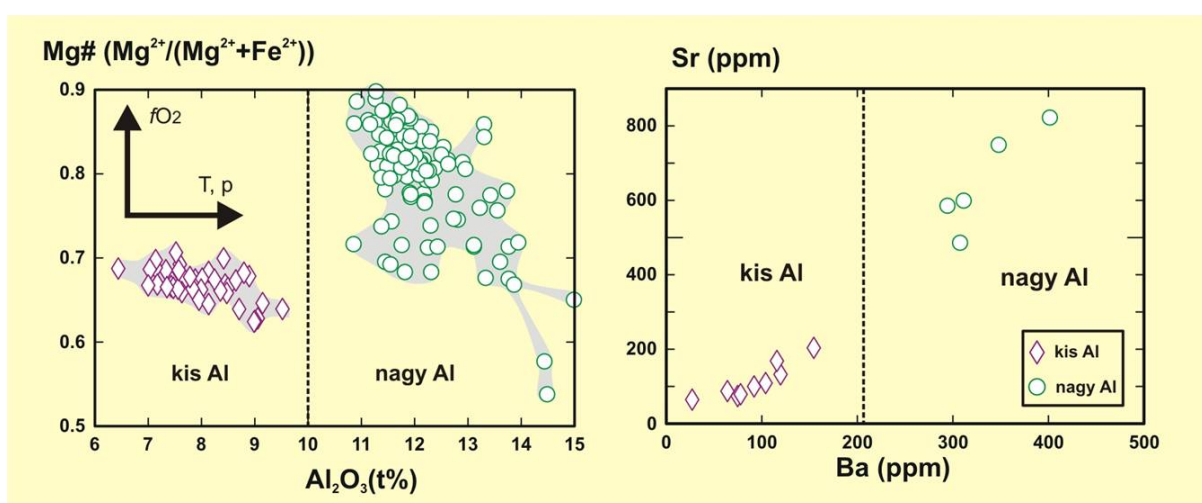 Mg# (Mg²⁺/(Mg²⁺+Fe²⁺))
0.9
0.8
0.7
0.6
0.5
fO2
T, p
kis Al
nagy Al
6 7 8 9 10 11 12 13 14 15
Al₂O₃(t%)
Sr (ppm)
800
600
400
200
0
kis Al
nagy Al
kis Al
nagy Al
0 100 200 300 400 500
Ba (ppm)